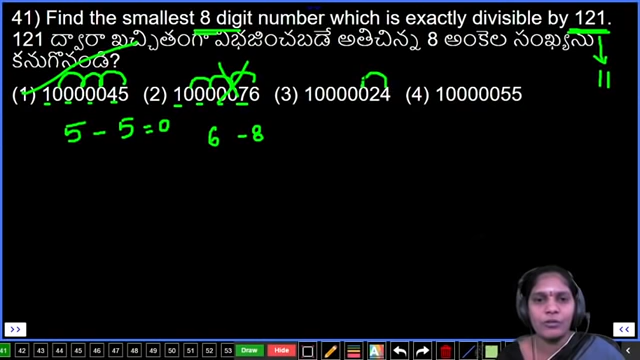 41) Find the smallest 8 digit number which is exactly divisible by 121.
121 ద్వారా ఖచ్చితంగా విభజించబడే అతిచిన్న 8 అంకెల సంఖ్యను
కనుగొనండి?
11
(1) 10000045 (2) 10000076 (3) 10000024 (4) 10000055
5 - 5 = 0 6 - 8
>> 41 42 43 44 45 46 47 48 49 50 51 52 53 Draw Hide >>